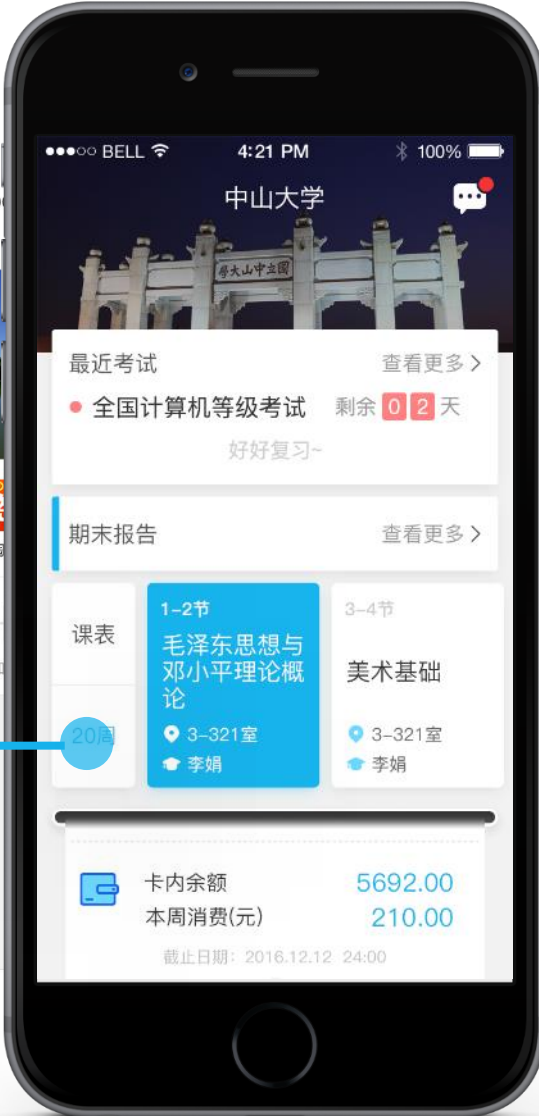 BELL 4:21 PM 100%
中山大学
學大山中立國
最近考试 查看更多
全国计算机等级考试 剩余 0 2 天
好好复习~
期末报告 查看更多
课表
20周
1-2节
毛泽东思想与
邓小平理论概
论
3-321室
李娟
3-4节
美术基础
3-321室
李娟
卡内余额 5692.00
本周消费(元) 210.00
截止日期: 2016.12.12 24:00